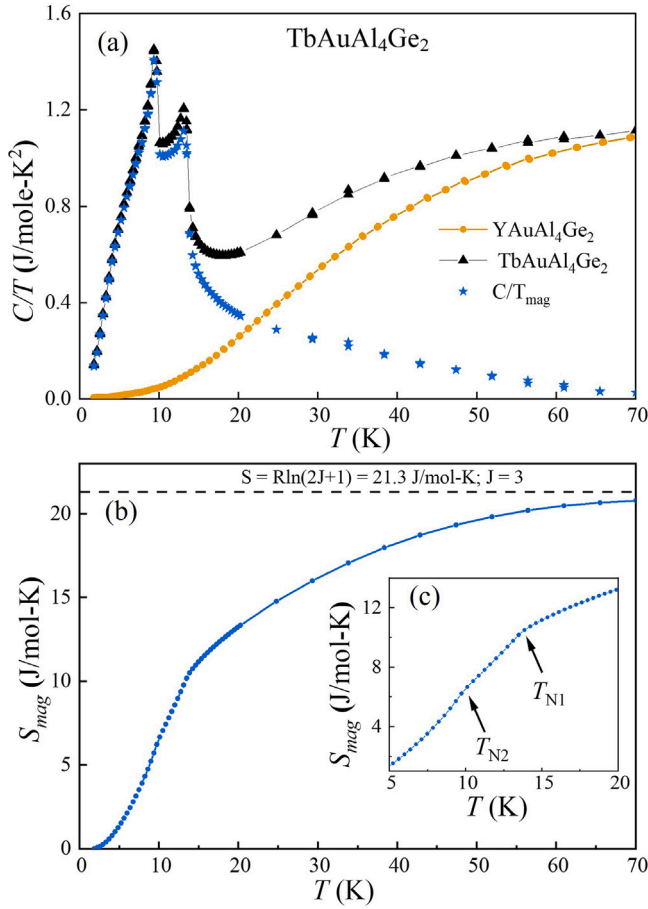 (a)
TbAuAl₄Ge₂
C/T (J/mole-K²)
1.6
1.2
0.8
0.4
0.0
YAuAl₄Ge₂
TbAuAl₄Ge₂
C/Tmag
0 10 20 30 40 50 60 70
T (K)
S = Rln(2J+1) = 21.3 J/mol-K; J = 3
(b)
Smag (J/mol-K)
20
15
10
5
0
(c)
Smag (J/mol-K)
12
8
4
TN1
TN2
5 10 15 20
T (K)
0 10 20 30 40 50 60 70
T (K)